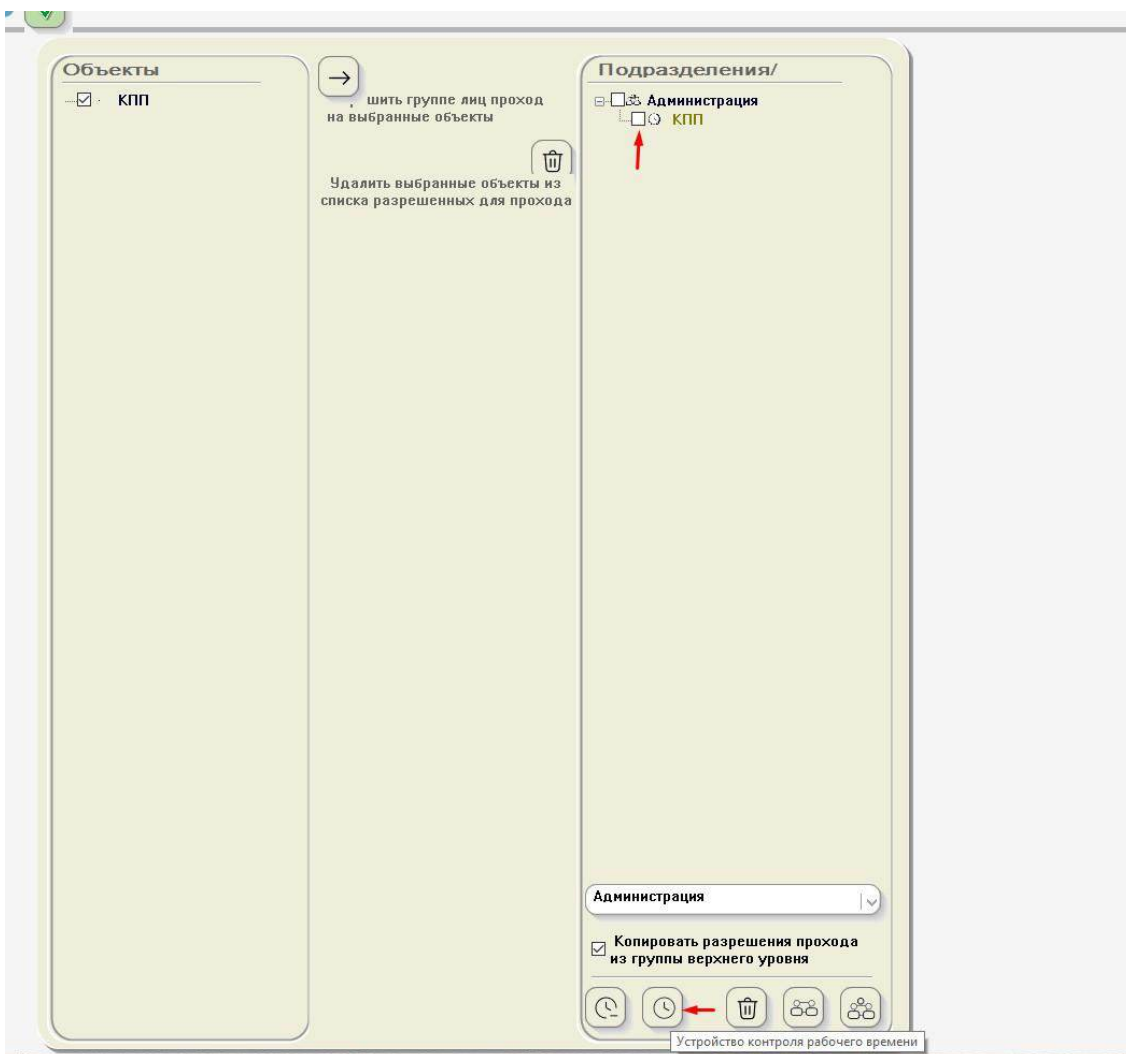 Объекты
КПП
шить группе лиц проход
на выбранные объекты
Удалить выбранные объекты из
списка разрешенных для прохода
Подразделения/
Администрация
КПП
Администрация
Копировать разрешения прохода
из группы верхнего уровня
Устройство контроля рабочего времени